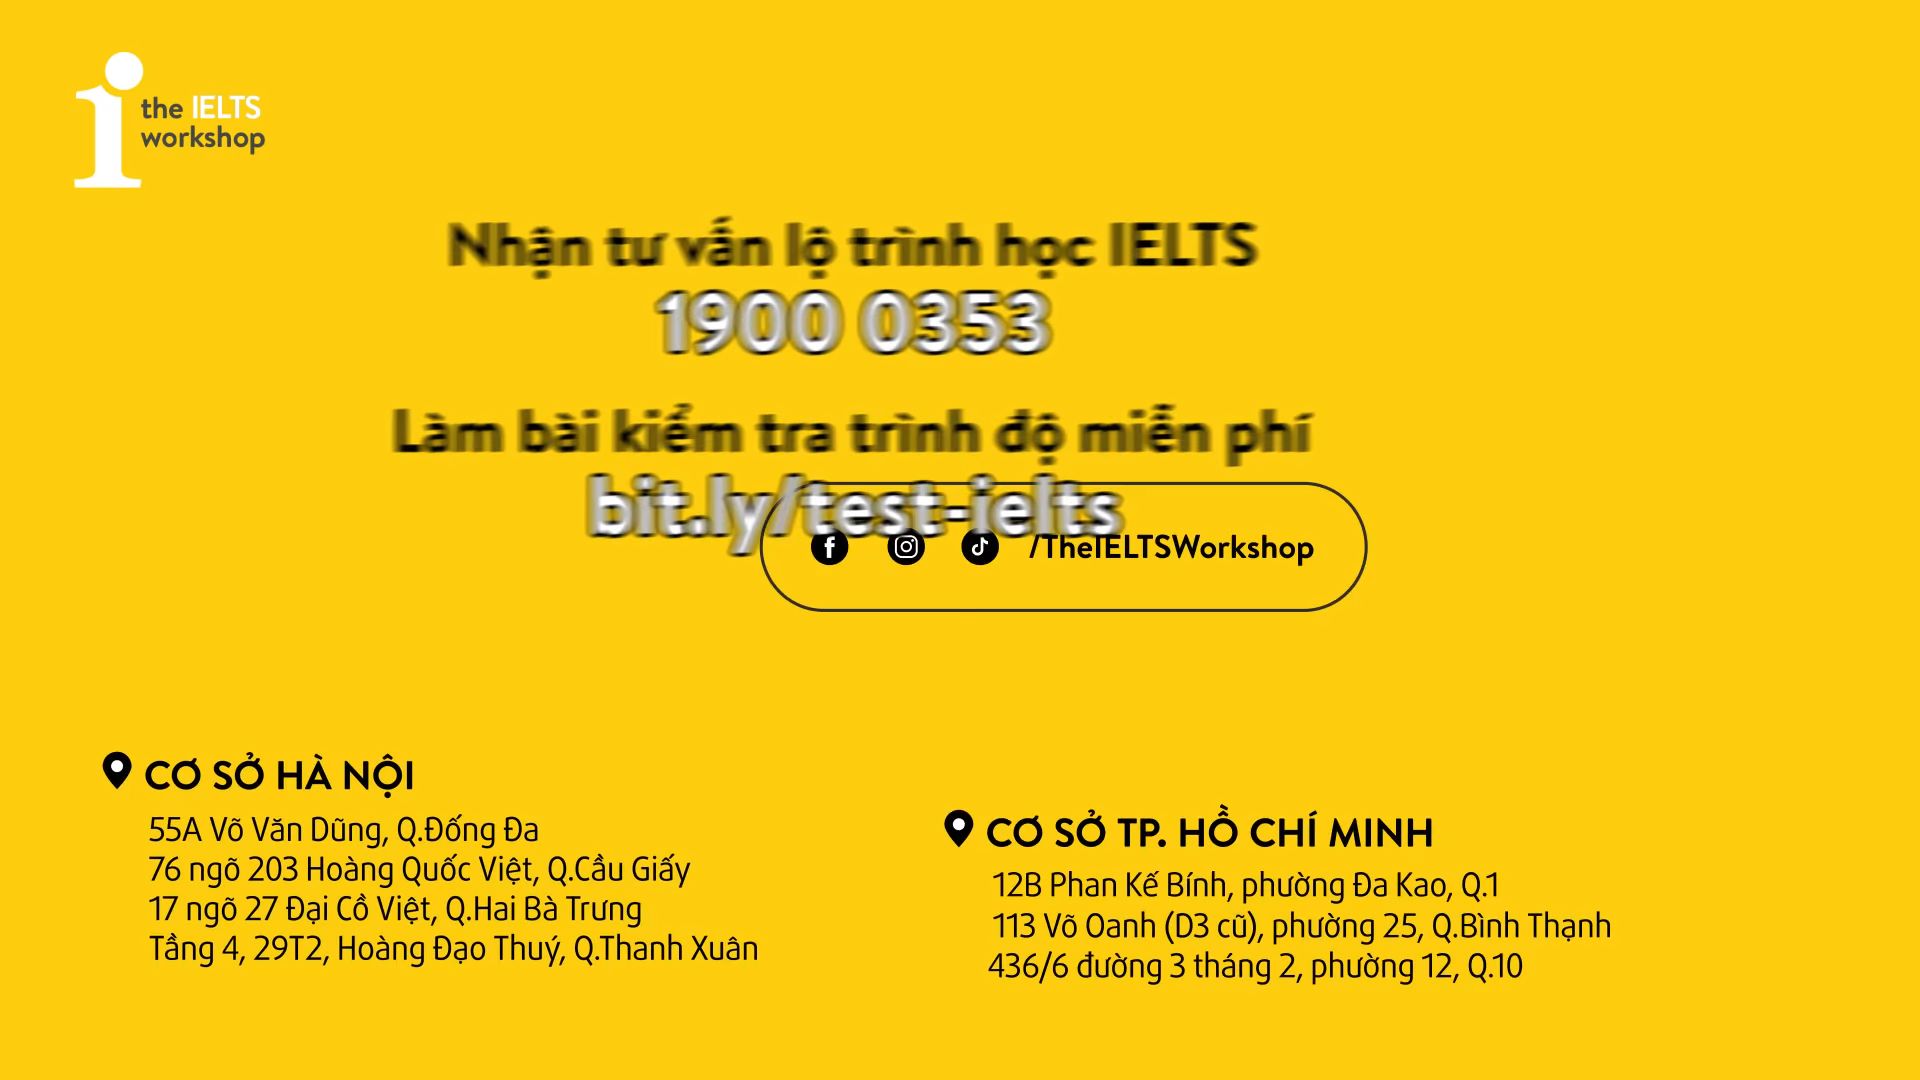 the IELTS
workshop
Nhận tư vấn lộ trình học IELTS
1900 0353
Làm bài kiểm tra trình độ miễn phí
bit.ly/test-ielts
/TheIELTSWorkshop
CƠ SỞ HÀ NỘI
55A Võ Văn Dũng, Q.Đống Đa
76 ngõ 203 Hoàng Quốc Việt, Q.Cầu Giấy
17 ngõ 27 Đại Cồ Việt, Q.Hai Bà Trưng
Tầng 4, 29T2, Hoàng Đạo Thuý, Q.Thanh Xuân
CƠ SỞ TP. HỒ CHÍ MINH
12B Phan Kế Bính, phường Đa Kao, Q.1
113 Võ Oanh (D3 cũ), phường 25, Q.Bình Thạnh
436/6 đường 3 tháng 2, phường 12, Q.10